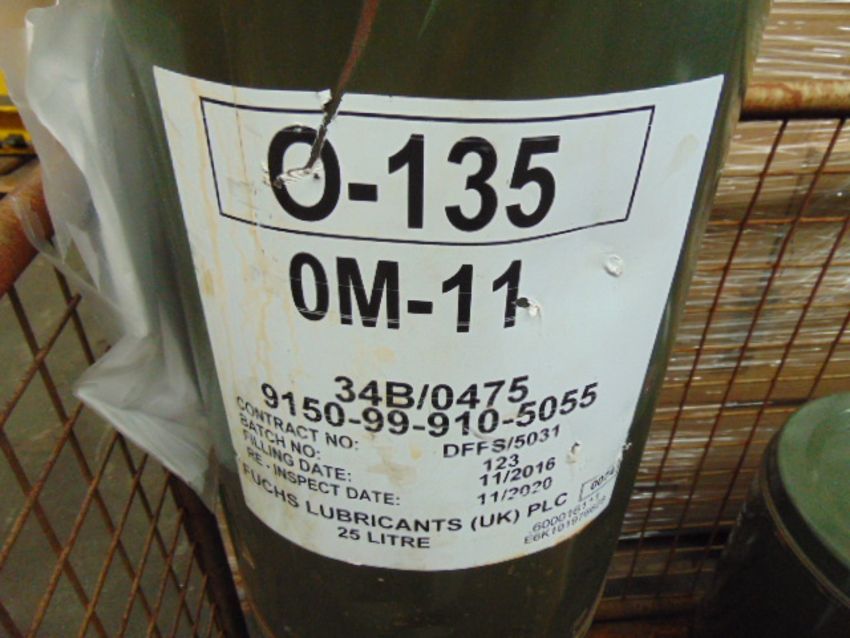 O-135
0M-11
34B/0475
9150-99-910-5055
CONTRACT NO: DFFS/5031
BATCH NO: 123
FILLING DATE: 11/2016
RE - INSPECT DATE: 11/2020
FUCHS LUBRICANTS (UK) PLC
25 LITRE